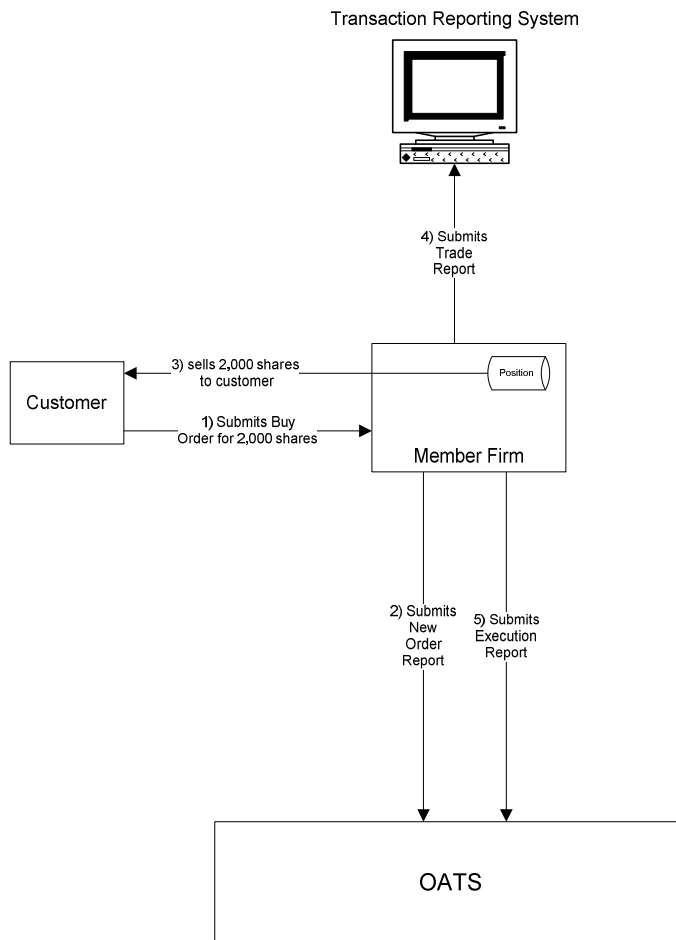 Transaction Reporting System
4) Submits
Trade
Report
3) sells 2,000 shares
to customer
Position
Customer
1) Submits Buy
Order for 2,000 shares
Member Firm
2) Submits
New
Order
Report
5) Submits
Execution
Report
OATS